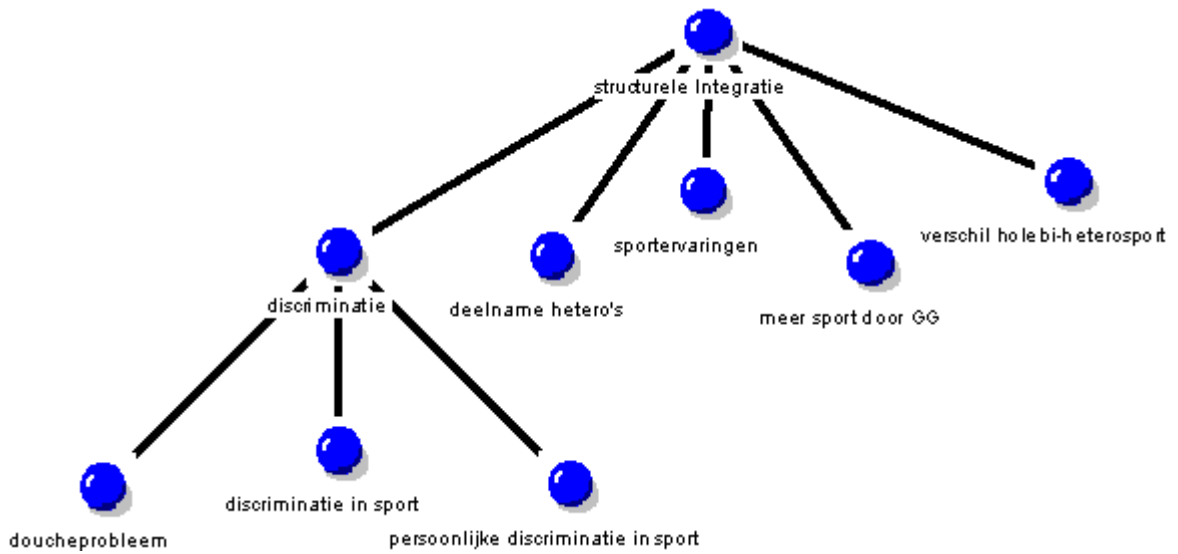 structurele Integratie
sportervaringen
verschil holebi-heterosport
discriminatie
deelname hetero's
meer sport door GG
discriminatie in sport
doucheprobleem
persoonlijke discriminatie in sport